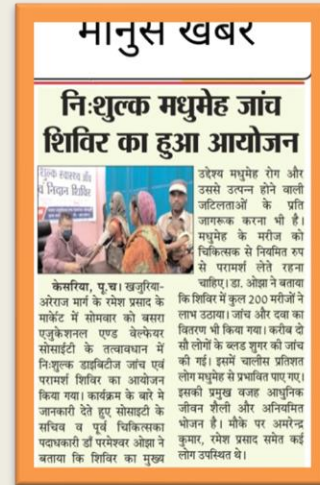 मानुस खबर
निःशुल्क मधुमेह जांच
शिविर का हुआ आयोजन
शुल्क स्वास्थ्य जाँच
व निदान शिविर
केसरिया, पू.च। खजुरिया-
अरेराज मार्ग के रमेश प्रसाद के
मार्केट में सोमवार को बसरा
एजुकेशनल एण्ड वेल्फेयर
सोसाईटी के तत्वावधान में
निःशुल्क डाइबिटीज जांच एवं
परामर्श शिविर का आयोजन
किया गया। कार्यक्रम के बारे मे
जानकारी देते हुए सोसाइटी के
सचिव व पूर्व चिकित्सा
पदाधिकारी डॉ परमेश्वर ओझा ने
बताया कि शिविर का मुख्य
उद्देश्य मधुमेह रोग और
उससे उत्पन्न होने वाली
जटिलताओं के प्रति
जागरूक करना भी है।
मधुमेह के मरीज को
चिकित्सक से नियमित रुप
से परामर्श लेते रहना
चाहिए। डा. ओझा ने बताया
कि शिविर में कुल 200 मरीजों ने
लाभ उठाया। जांच और दवा का
वितरण भी किया गया। करीब दो
सौ लोगों के ब्लड शुगर की जांच
की गई। इसमें चालीस प्रतिशत
लोग मधुमेह से प्रभावित पाए गए।
इसकी प्रमुख वजह आधुनिक
जीवन शैली और अनियमित
भोजन है। मौके पर अमरेन्द्र
कुमार, रमेश प्रसाद समेत कई
लोग उपस्थित थे।